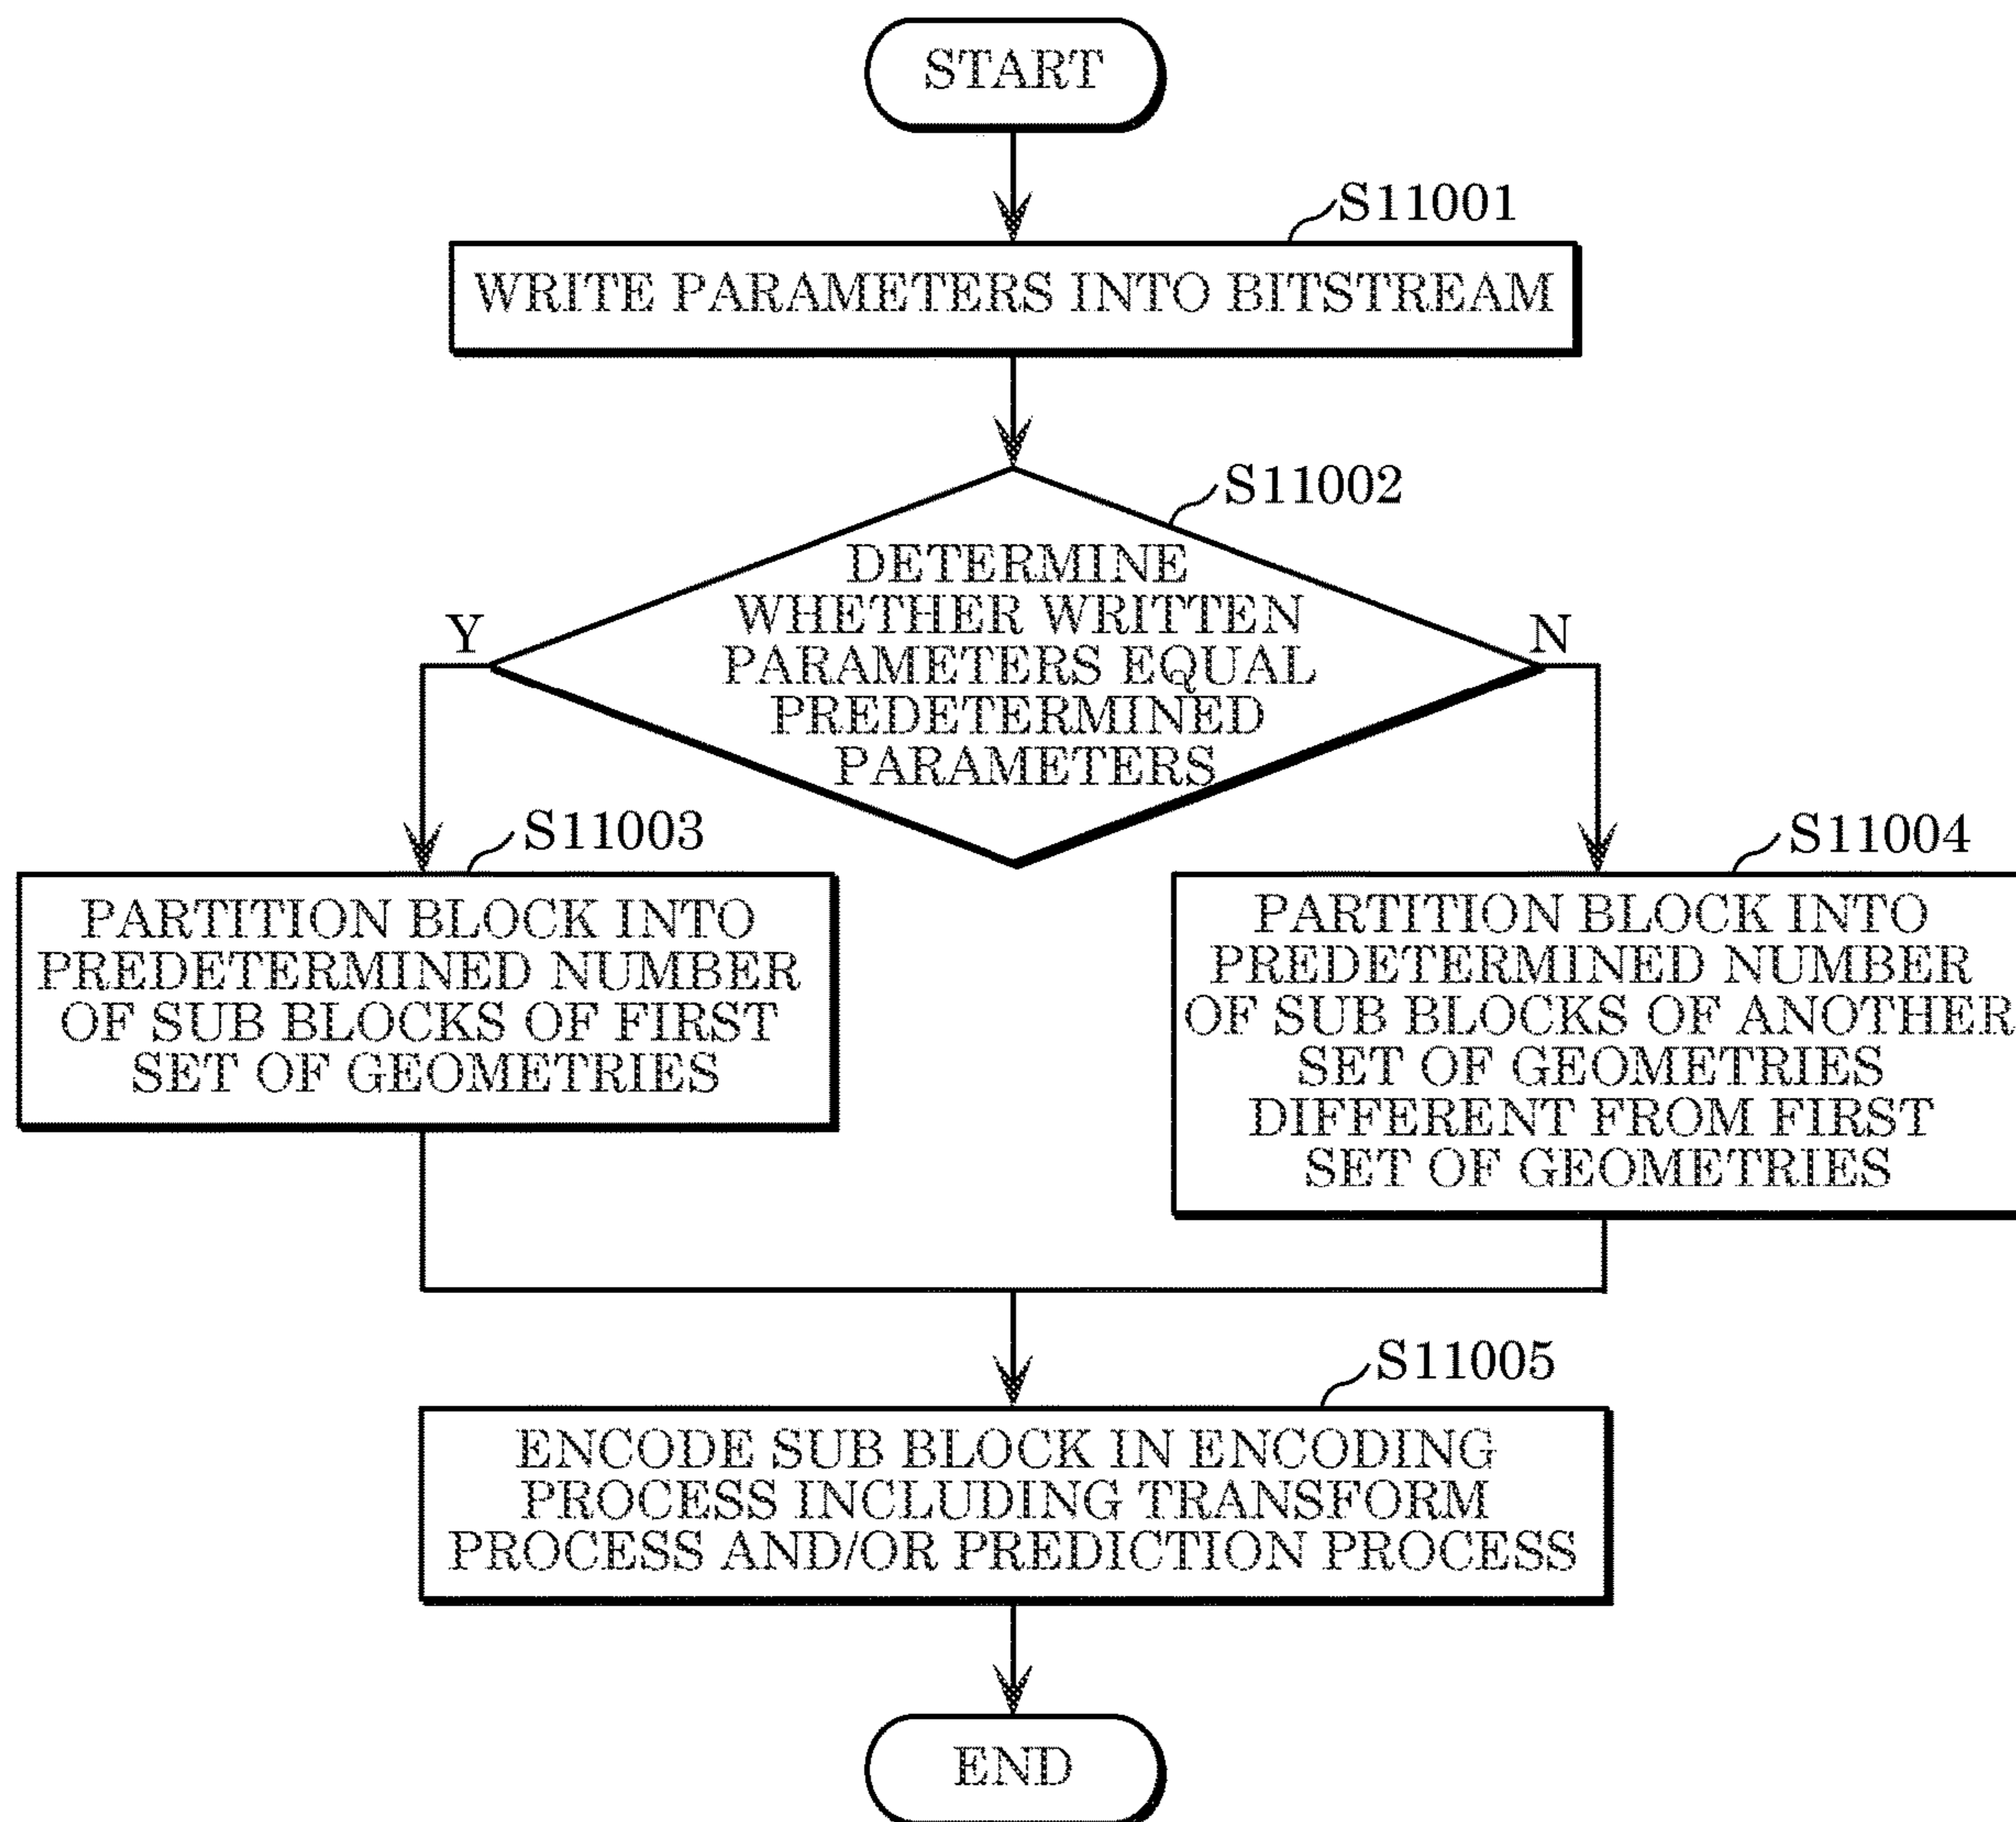 START
S11001
WRITE PARAMETERS INTO BITSTREAM
S11002
DETERMINE
WHETHER WRITTEN
PARAMETERS EQUAL
PREDETERMINED
PARAMETERS
Y
N
S11003
PARTITION BLOCK INTO
PREDETERMINED NUMBER
OF SUB BLOCKS OF FIRST
SET OF GEOMETRIES
S11004
PARTITION BLOCK INTO
PREDETERMINED NUMBER
OF SUB BLOCKS OF ANOTHER
SET OF GEOMETRIES
DIFFERENT FROM FIRST
SET OF GEOMETRIES
S11005
ENCODE SUB BLOCK IN ENCODING
PROCESS INCLUDING TRANSFORM
PROCESS AND/OR PREDICTION PROCESS
END